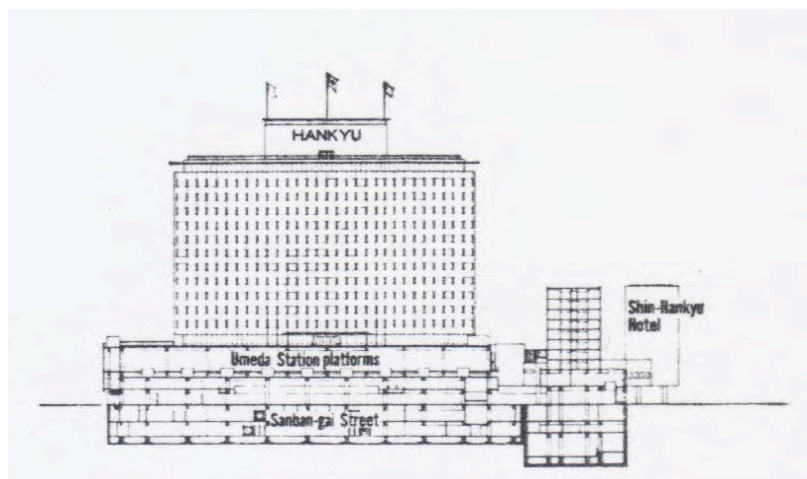 HANKYU
Shin-Hankyu
Hotel
Umeda Station platforms
Sanban-gai Street